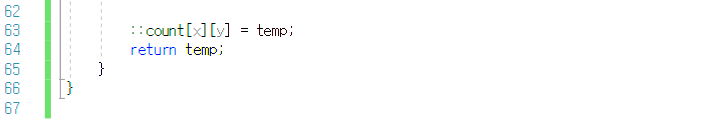 62
63 ::count[x][y] = temp;
64 return temp;
65 }
66 }
67